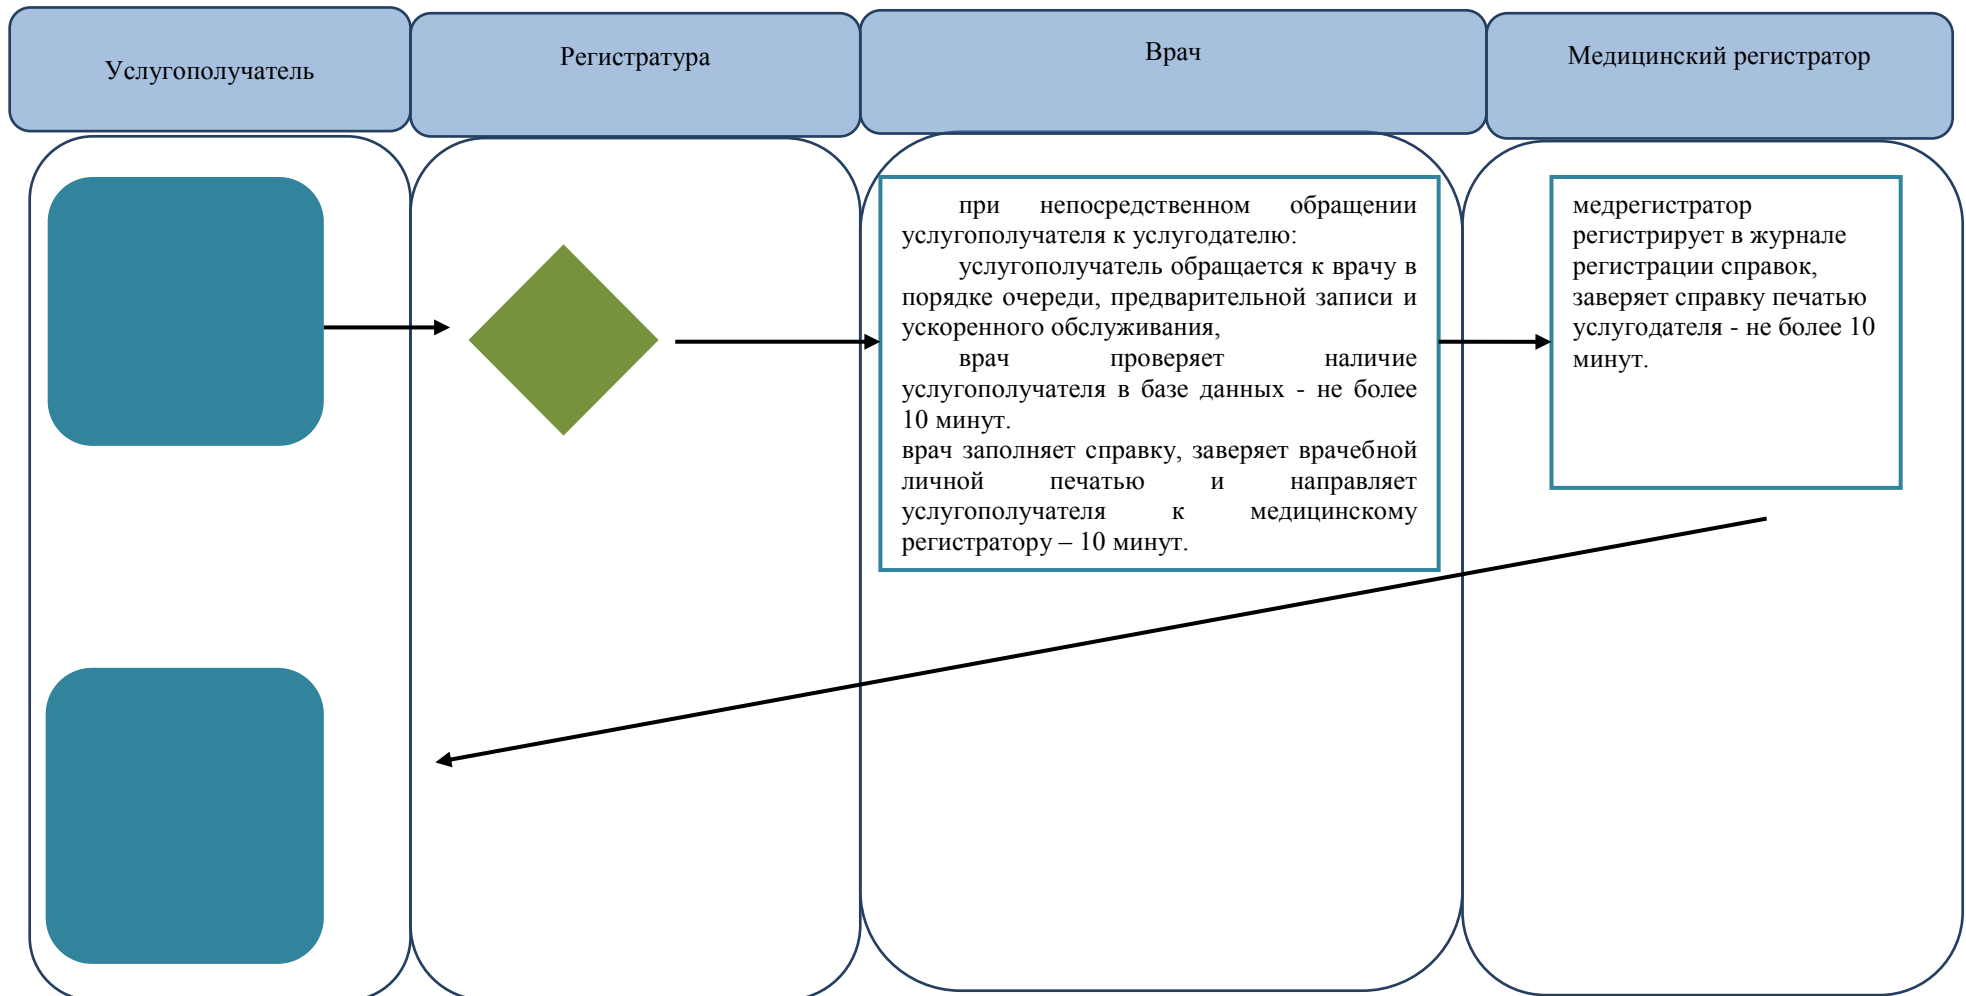 Услугополучатель
Регистратура
Врач
Медицинский регистратор
при непосредственном обращении
услугополучателя к услугодателю:
услугополучатель обращается к врачу в
порядке очереди, предварительной записи и
ускоренного обслуживания,
врач проверяет наличие
услугополучателя в базе данных - не более
10 минут.
врач заполняет справку, заверяет врачебной
личной печатью и направляет
услугополучателя к медицинскому
регистратору – 10 минут.
медрегистратор
регистрирует в журнале
регистрации справок,
заверяет справку печатью
услугодателя - не более 10
минут.